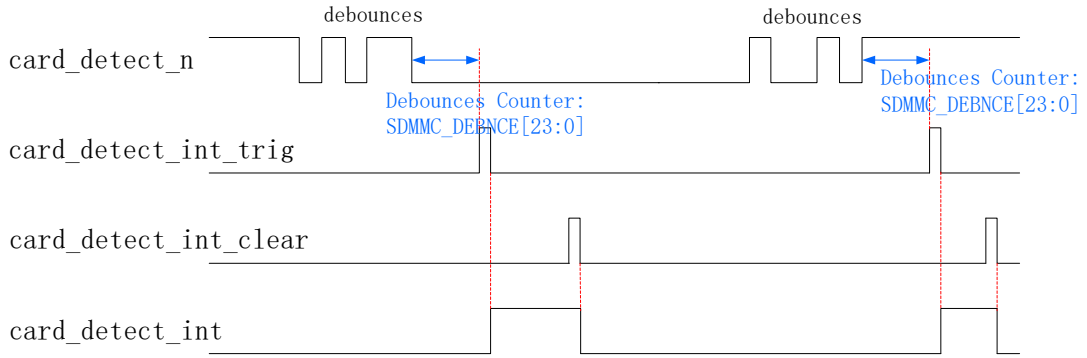 debounces
debounces
card_detect_n
Debounces Counter:
SDMMC_DEBNCE[23:0]
Debounces Counter:
SDMMC_DEBNCE[23:0]
card_detect_int_trig
card_detect_int_clear
card_detect_int